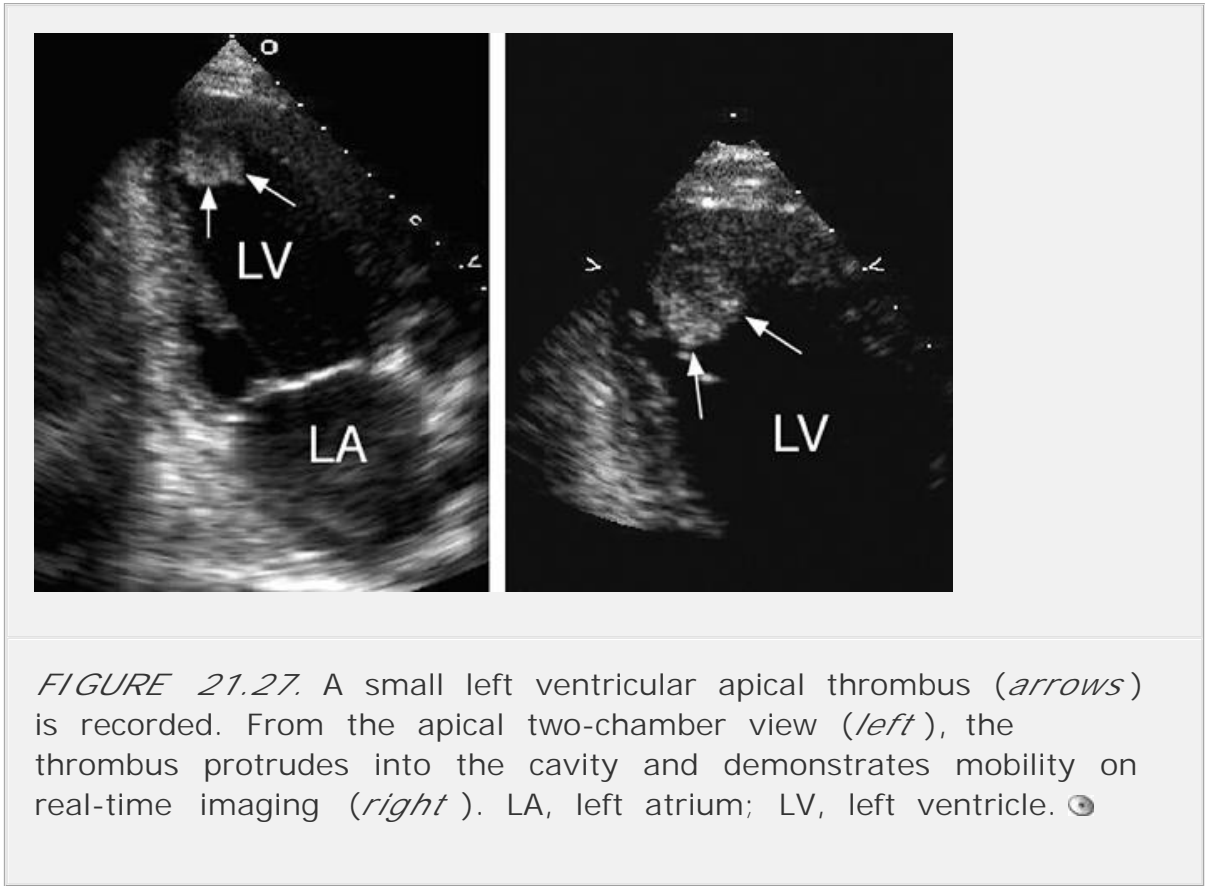 LV
LA
LV
FIGURE 21.27. A small left ventricular apical thrombus (arrows)
is recorded. From the apical two-chamber view (left), the
thrombus protrudes into the cavity and demonstrates mobility on
real-time imaging (right). LA, left atrium; LV, left ventricle.